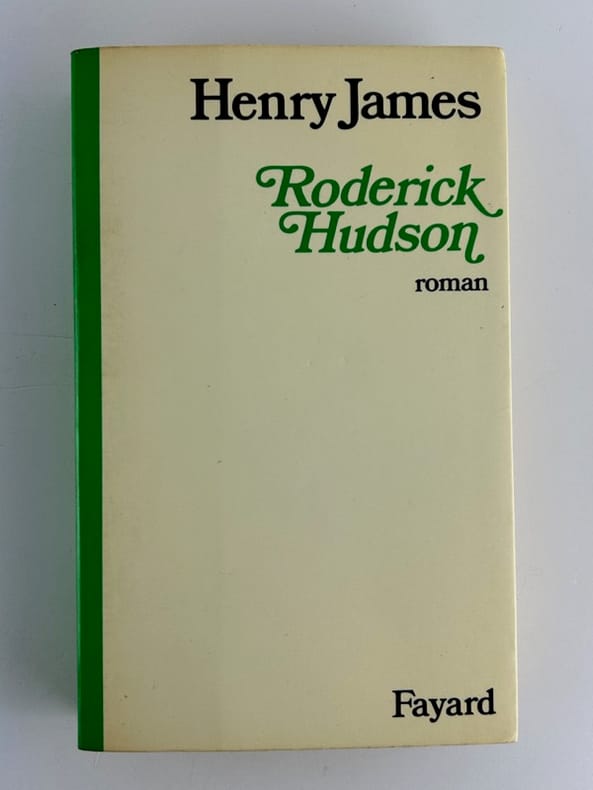 Henry James
Roderick
Hudson
roman
Fayard